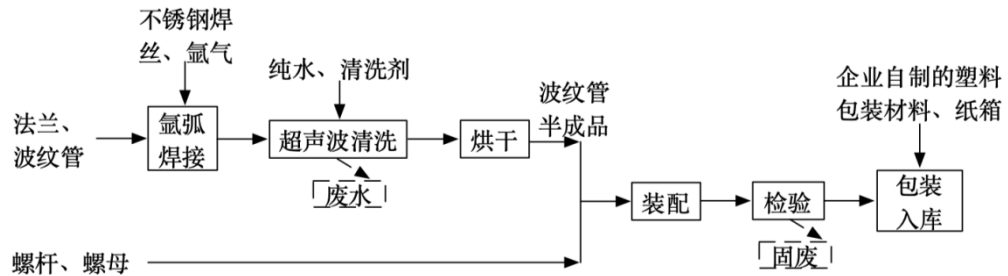 不锈钢焊
丝、氩气
纯水、清洗剂
企业自制的塑料
包装材料、纸箱
波纹管
半成品
法兰、
波纹管
氩弧
焊接
超声波清洗
烘干
废水
装配
检验
包装
入库
固废
螺杆、螺母